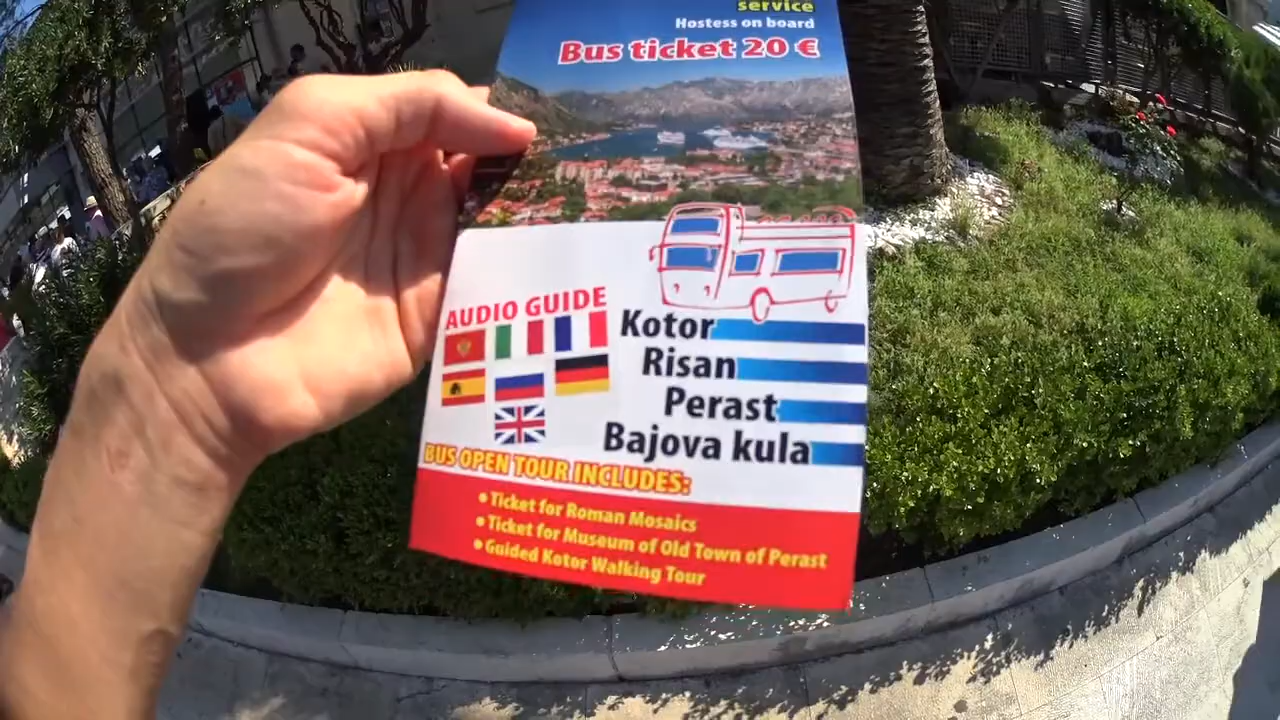 service
Hostess on board
Bus ticket 20 €
AUDIO GUIDE
Kotor
Risan
Perast
Bajova kula
BUS OPEN TOUR INCLUDES:
• Ticket for Roman Mosaics
• Ticket for Museum of Old Town of Perast
• Guided Kotor Walking Tour